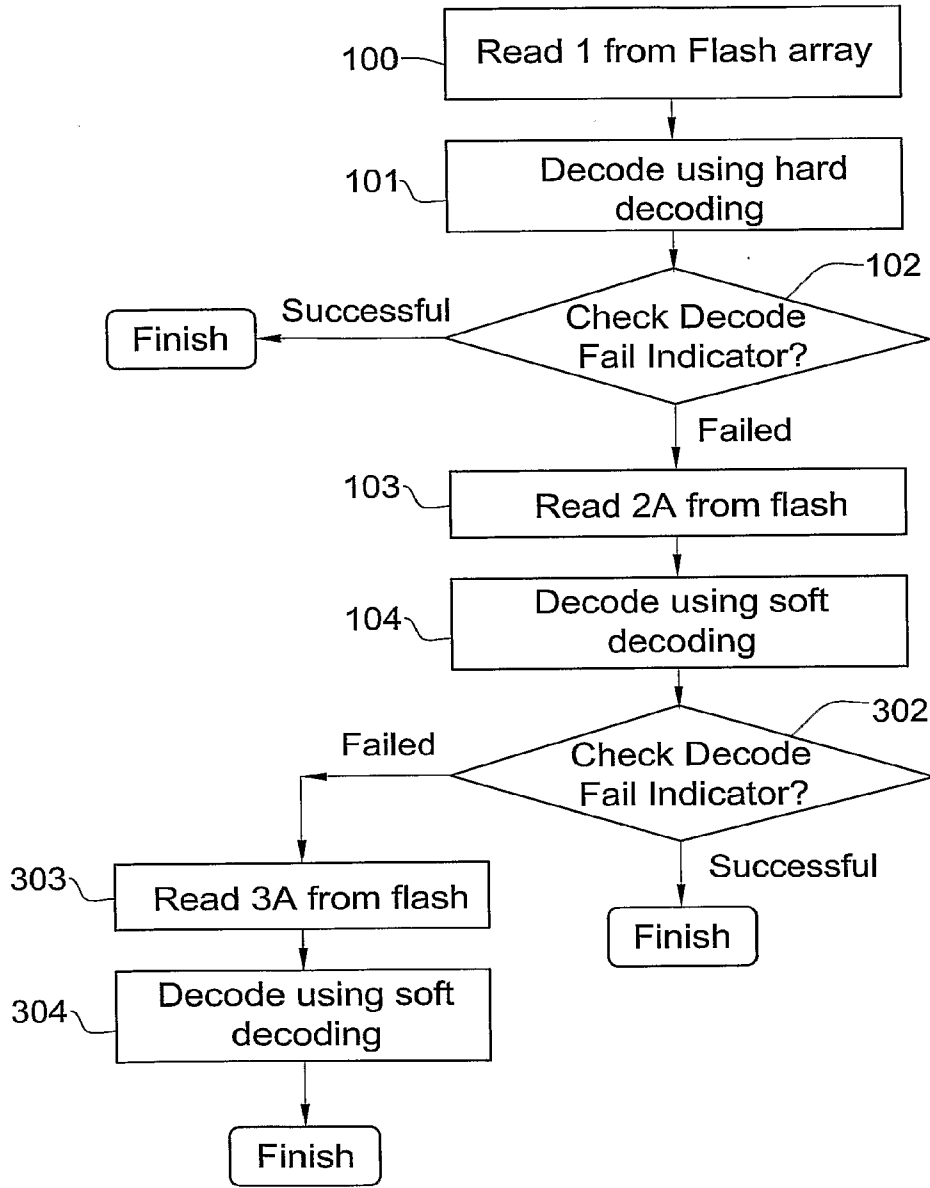 100
Read 1 from Flash array
101
Decode using hard
decoding
102
Successful
Check Decode
Fail Indicator?
Finish
Failed
103
Read 2A from flash
104
Decode using soft
decoding
302
Failed
Check Decode
Fail Indicator?
Successful
303
Read 3A from flash
Finish
304
Decode using soft
decoding
Finish